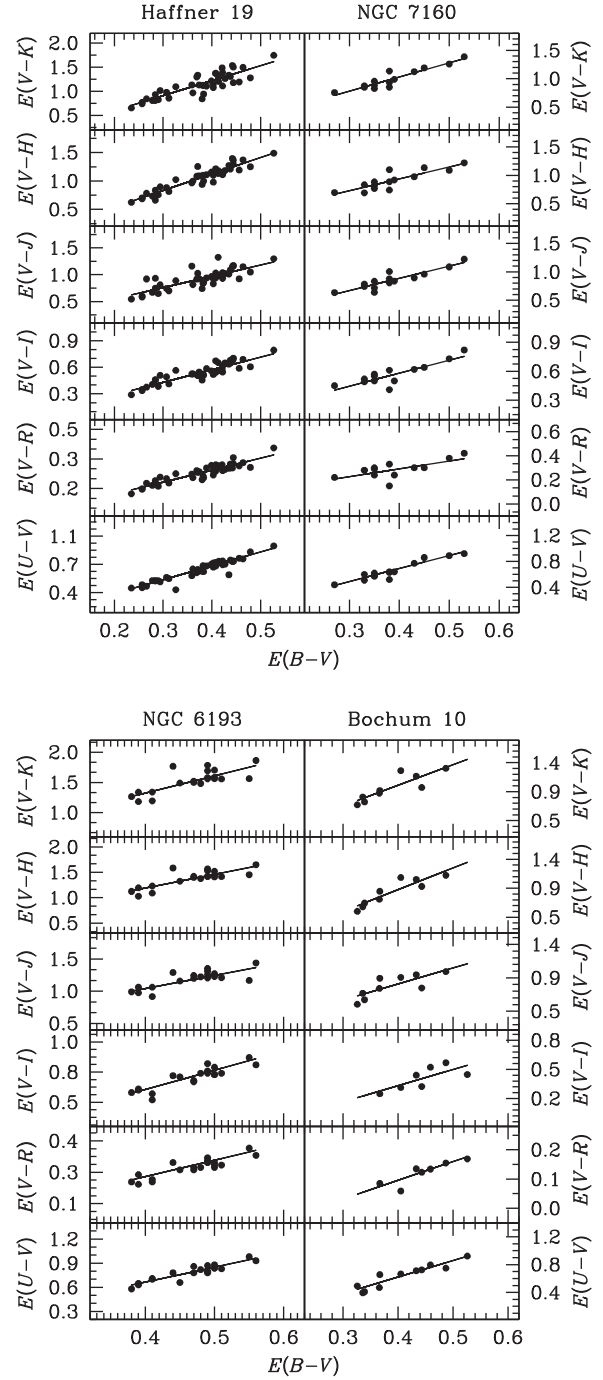 Haffner 19 NGC 7160
E(V−K) 2.0 1.5 1.0 0.5 1.5 1.0 0.5 E(V−K)
E(V−H) 1.5 1.0 0.5 1.5 1.0 0.5 E(V−H)
E(V−J) 1.5 1.0 0.5 1.5 1.0 0.5 E(V−J)
E(V−I) 0.9 0.6 0.3 0.9 0.6 0.3 E(V−I)
E(V−R) 0.5 0.3 0.2 0.6 0.4 0.2 0.0 E(V−R)
E(U−V) 1.1 0.7 0.4 1.2 0.8 0.4 E(U−V)
0.2 0.3 0.4 0.5 0.3 0.4 0.5 0.6
E(B−V)
NGC 6193 Bochum 10
E(V−K) 2.0 1.5 1.0 1.4 0.9 0.5 E(V−K)
E(V−H) 2.0 1.5 1.0 0.5 1.4 0.9 0.5 E(V−H)
E(V−J) 1.5 1.0 0.5 1.4 0.9 0.5 E(V−J)
E(V−I) 1.0 0.8 0.5 0.8 0.5 0.2 E(V−I)
E(V−R) 0.4 0.3 0.1 0.2 0.1 0.0 E(V−R)
E(U−V) 1.2 0.9 0.6 0.3 1.2 0.8 0.4 E(U−V)
0.4 0.5 0.6 0.3 0.4 0.5 0.6
E(B−V)